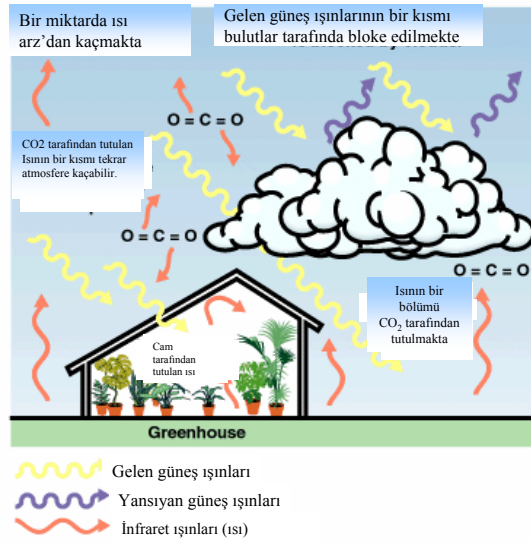 Bir miktarda ısı
arz’dan kaçmakta
Gelen güneş ışınlarının bir kısmı
bulutlar tarafında bloke edilmekte
O = C = O
CO2 tarafından tutulan
Isının bir kısmı tekrar
atmosfere kaçabilir.
O = C = O
O = C = O
Isının bir
bölümü
CO₂ tarafından
tutulmakta
Cam
tarafından
tutulan ısı
Greenhouse
Gelen güneş ışınları
Yansıyan güneş ışınları
İnfraret ışınları (ısı)